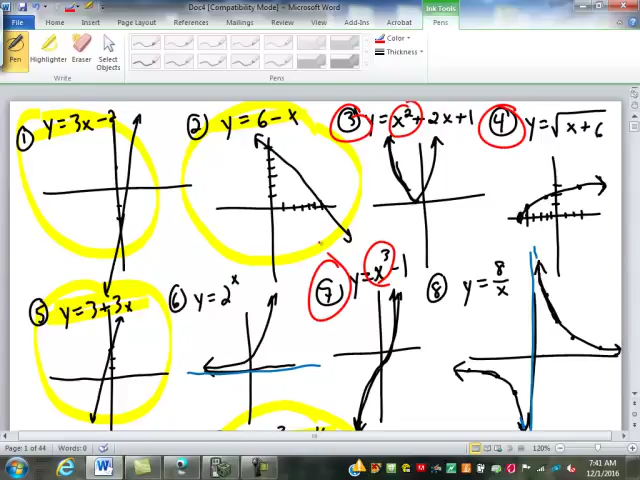 Doc4 [Compatibility Mode] - Microsoft Word
Ink Tools
File Home Insert Page Layout References Mailings Review View Add-Ins Acrobat Pens
Pen Highlighter Eraser Select Objects
Color
Thickness
Write Pens
① y = 3x - 2
② y = 6 - x
③ y = x² + 2x + 1
④ y = √x + 6
⑤ y = 3 + 3x
⑥ y = 2ˣ
⑦ y = x³ - 1
⑧ y = 8/x
Page: 1 of 44 Words: 0 120%
7:41 AM
12/1/2016